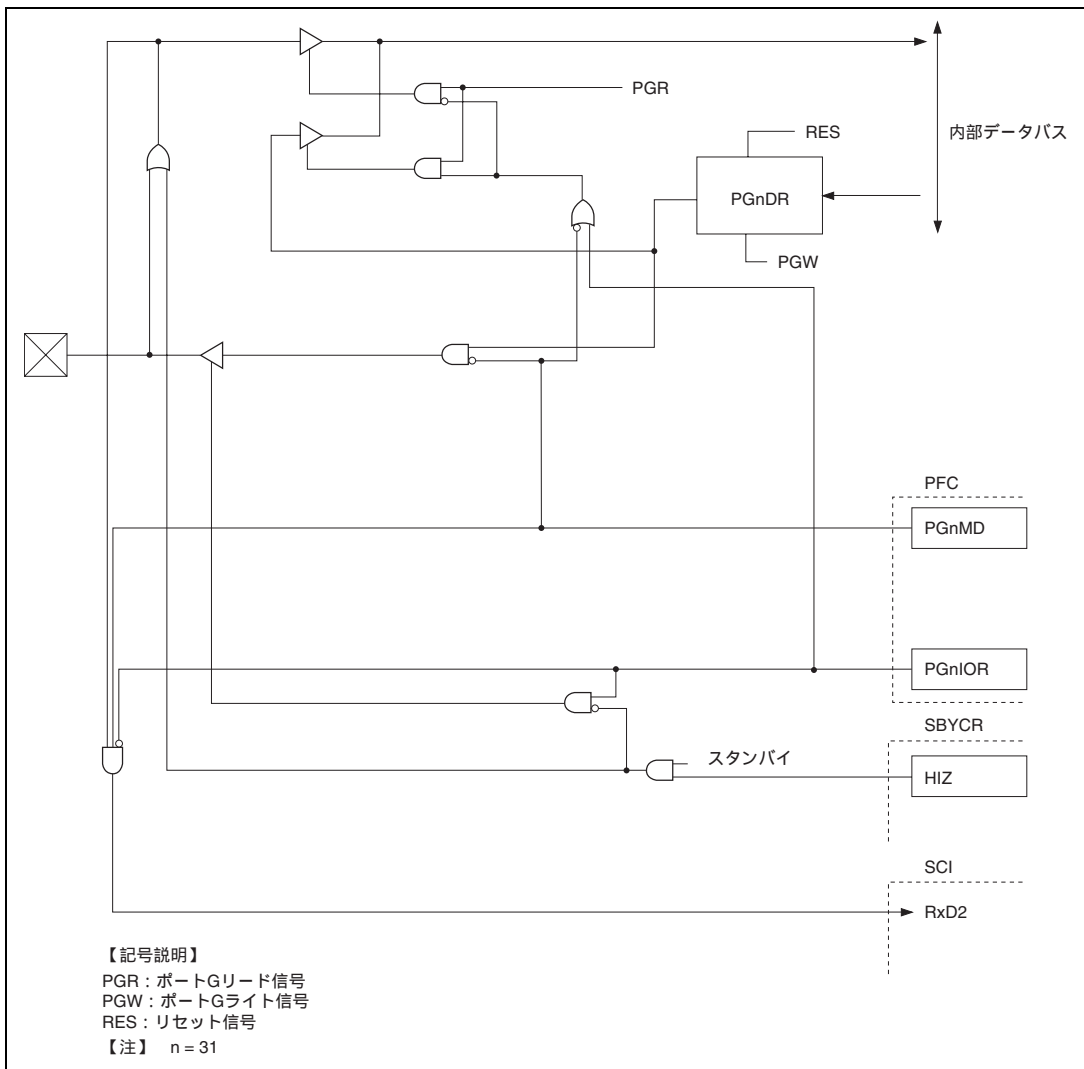 PGR
RES
内部データバス
PGnDR
PGW
PFC
PGnMD
PGnIOR
SBYCR
スタンバイ
HIZ
SCI
RxD2
【記号説明】
PGR：ポートGリード信号
PGW：ポートGライト信号
RES：リセット信号
【注】 n = 31